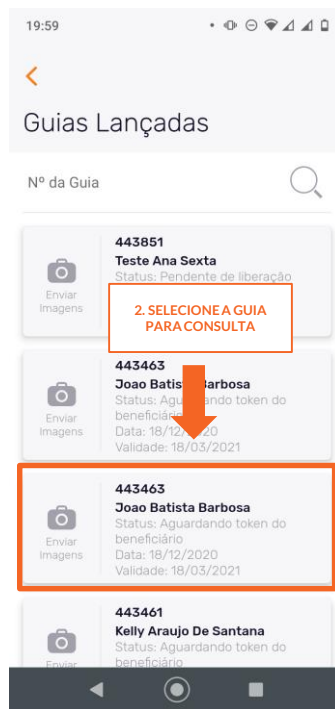 19:59
Guias Lançadas
Nº da Guia
443851
Teste Ana Sexta
Status: Pendente de liberação
Enviar
Imagens
2. SELECIONE A GUIA
PARA CONSULTA
443463
Joao Batista Barbosa
Status: Aguardando token do
beneficiário
Data: 18/12/2020
Validade: 18/03/2021
Enviar
Imagens
443463
Joao Batista Barbosa
Status: Aguardando token do
beneficiário
Data: 18/12/2020
Validade: 18/03/2021
Enviar
Imagens
443461
Kelly Araujo De Santana
Status: Aguardando token do
beneficiário
Enviar